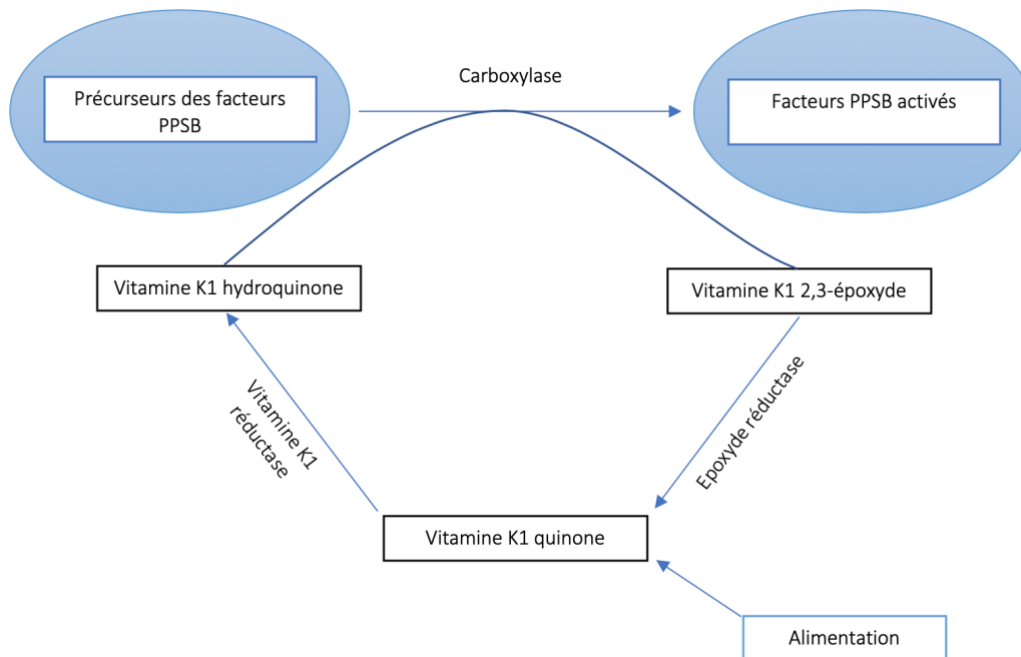 Carboxylase
Précurseurs des facteurs
PPSB
Facteurs PPSB activés
Vitamine K1 hydroquinone
Vitamine K1 2,3-époxyde
Vitamine K1
réductase
Epoxyde réductase
Vitamine K1 quinone
Alimentation